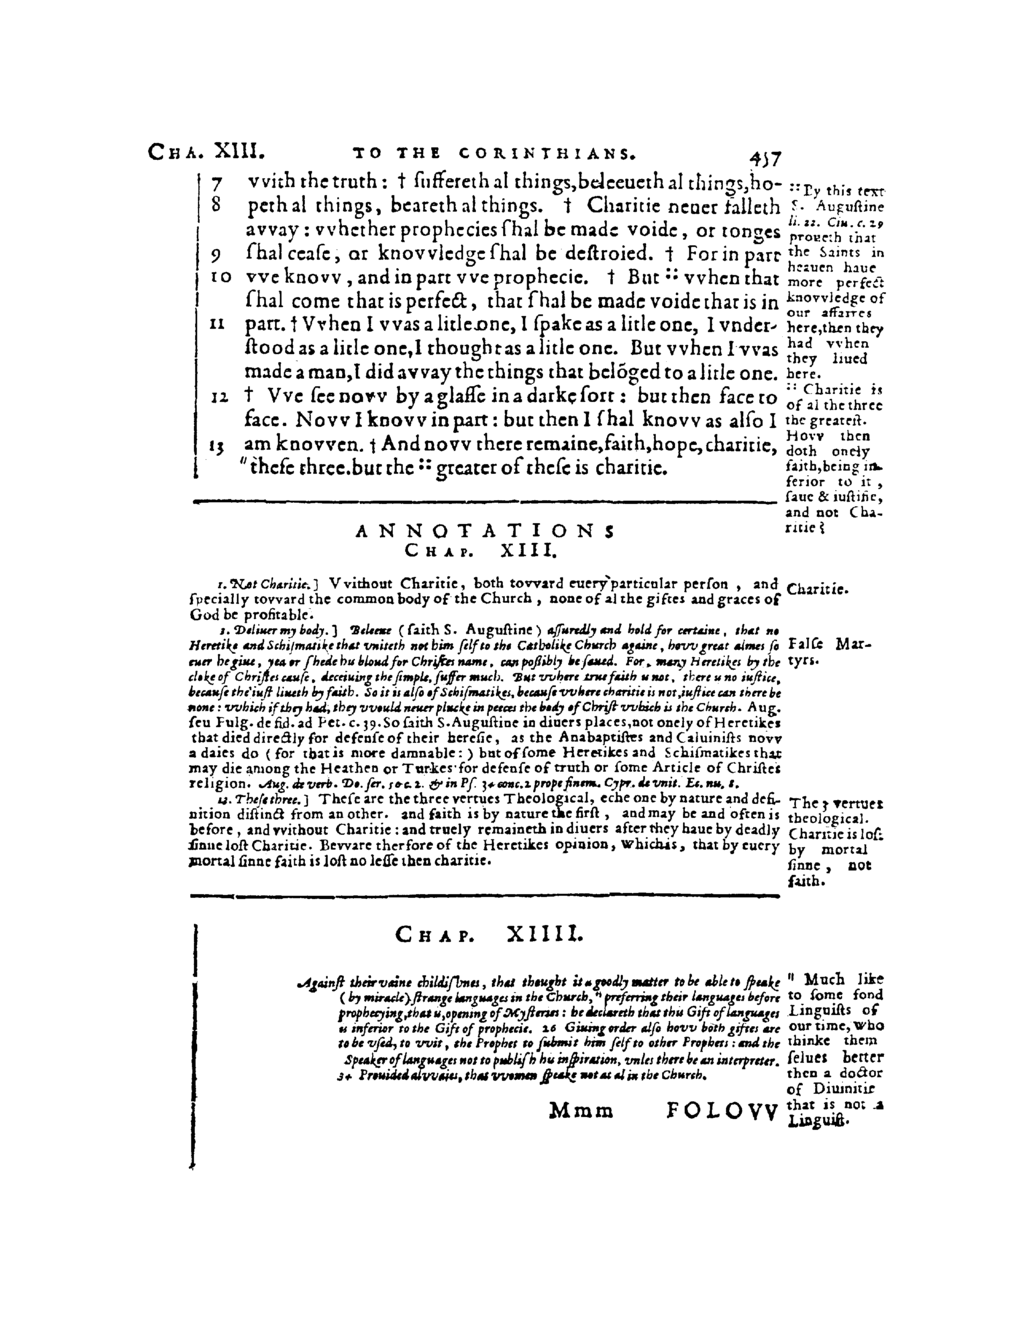 CHA. XIII. TO THE CORINTHIANS. 457
7 vvith the truth: † ſuffereth al things, beleeueth al things, ho-
8 peth al things, beareth al things. † Charitie neuer falleth
avvay: vvhether prophecies ſhal be made voide, or tonges
9 ſhal ceaſe, or knovvledge ſhal be deſtroied. † For in part
10 vve knovv, and in part vve prophecie. † But :: vvhen that
ſhal come that is perfect, that ſhal be made voide that is in
11 part. † Vvhen I vvas a litle one, I ſpake as a litle one, I vnder-
ſtood as a litle one, I thought as a litle one. But vvhen I vvas
made a man, I did avvay the things that belõged to a litle one.
12 † Vve ſee novv by a glaſſe in a darke ſort: but then face to
face. Novv I knovv in part: but then I ſhal knovv as alſo I
13 am knovven. † And novv there remaine, faith, hope, charitie,
"theſe three. but the :: greater of theſe is charitie.
:: By this text
S. Auguſtine
li. 22. Ciu. c. 29
proueth that
the Saints in
heauen haue
more perfect
knovvledge of
our affaires
here, then they
had vvhen
they liued
here.
:: Charitie is
of al the three
the greateſt.
Hovv then
doth onely
faith, being in-
ferior to it,
ſaue & iuſtifie,
and not Cha-
ritie?
ANNOTATIONS
CHAP. XIII.
1. Not Charitie.] Vvithout Charitie, both tovvard euery particular perſon, and
ſpecially tovvard the common body of the Church, none of al the giftes and graces of
God be profitable.
Charitie.
3. Deliuer my body.] Beleeue (ſaith S. Auguſtine) aſſuredly and hold for certaine, that no
Heretike and Schiſmatike that vniteth not him ſelf to the Catholike Church againe, hovv great almes ſo
euer he giue, yea or ſhede his bloud for Chriſtes name, can poſsibly be ſaued. For, many Heretikes by the
cloke of Chriſtes cauſe, deceiuing the ſimple, ſuffer much. But vvhere true faith is not, there is no iuſtice,
becauſe the iuſt liueth by faith. So it is alſo of Schiſmatikes, becauſe vvhere charitie is not, iuſtice can there be
none: vvhich if they had, they vvould neuer plucke in peeces the body of Chriſt vvhich is the Church. Aug.
ſeu Fulg. de fid. ad Pet. c. 39. So ſaith S. Auguſtine in diuers places, not onely of Heretikes
that died directly for defenſe of their hereſie, as the Anabaptiſtes and Caluiniſts novv
a daies do (for that is more damnable:) but of ſome Heretikes and Schiſmatikes that
may die among the Heathen or Turkes for defenſe of truth or ſome Article of Chriſtes
religion. Aug. de verb. Do. ſer. 50 c. 2. & in Pſ. 34 conc. 2 prope finem. Cypr. de vnit. Ec. nu. 8.
Falſe Mar-
tyrs.
13. Theſe three.] Theſe are the three vertues Theological, eche one by nature and defi-
nition diſtinct from an other. and faith is by nature the firſt, and may be and often is
before, and vvithout Charitie: and truely remaineth in diuers after they haue by deadly
ſinne loſt Charitie. Bevvare therfore of the Heretikes opinion, which is, that by euery
mortal ſinne faith is loſt no leſſe then charitie.
The 3 vertues
theological.
Charitie is loſt
by mortal
ſinne, not
faith.
CHAP. XIIII.
Againſt their vaine childiſhnes, that thought it a goodly matter to be able to ſpeake
(by miracle) ſtrange languages in the Church, " preferring their languages before
prophecying, that is, opening of Myſteries: he declareth that this Gift of languages
is inferior to the Gift of prophecie. 26 Giuing order alſo hovv both giftes are
to be vſed, to vvit, the Prophet to ſubmit him ſelf to other Prophets: and the
Speaker of languages not to publiſh his inſpiration, vnles there be an interpreter.
34 Prouided alvvaies, that vvomen ſpeake not at al in the Church.
" Much like
to ſome fond
Linguiſts of
our time, who
thinke them
ſelues better
then a doctor
of Diuinitie
that is not a
Linguiſt.
Mmm FOLOVV